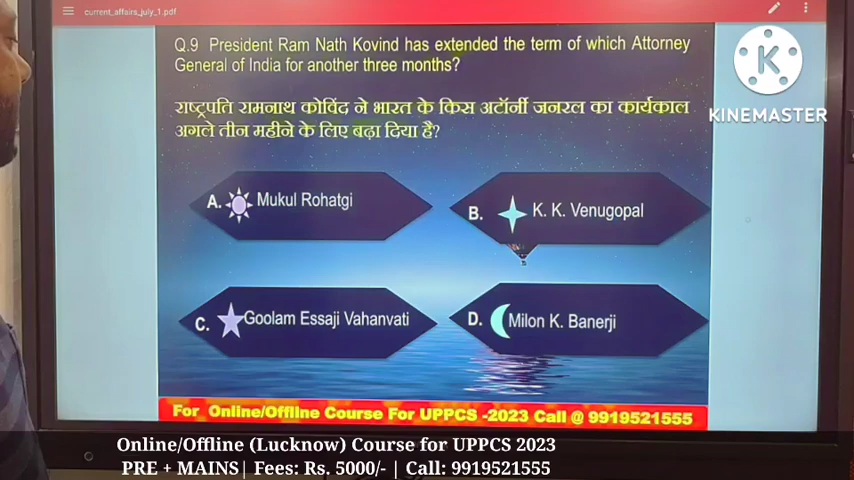 current_affairs_july_1.pdf
Q.9 President Ram Nath Kovind has extended the term of which Attorney
General of India for another three months?
राष्ट्रपति रामनाथ कोविंद ने भारत के किस अटॉर्नी जनरल का कार्यकाल
अगले तीन महीने के लिए बढ़ा दिया है?
A. Mukul Rohatgi
B. K. K. Venugopal
C. Goolam Essaji Vahanvati
D. Milon K. Banerji
For Online/Offline Course For UPPCS -2023 Call @ 9919521555
K
KINEMASTER
Online/Offline (Lucknow) Course for UPPCS 2023
PRE + MAINS| Fees: Rs. 5000/- | Call: 9919521555